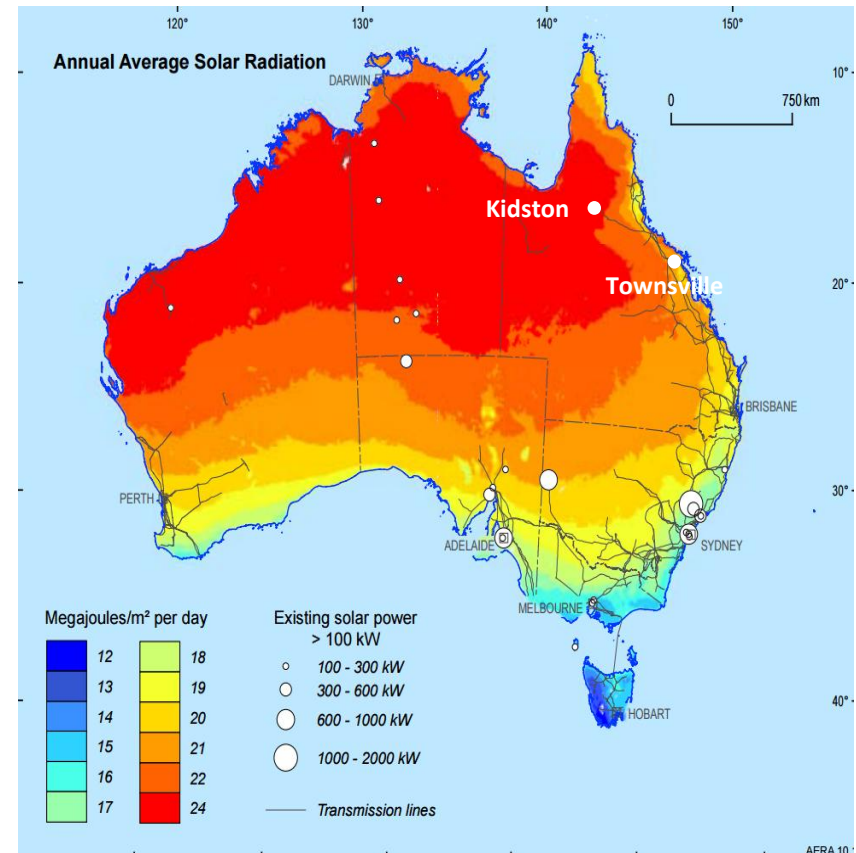 120° 130° 140° 150°
Annual Average Solar Radiation
DARWIN
10°
0 750 km
Kidston
Townsville
20°
BRISBANE
PERTH
30°
ADELAIDE
SYDNEY
MELBOURNE
Megajoules/m² per day
12 18
13 19
14 20
15 21
16 22
17 24
Existing solar power
> 100 kW
100 - 300 kW
300 - 600 kW
600 - 1000 kW
1000 - 2000 kW
Transmission lines
40°
HOBART
AERA 10.